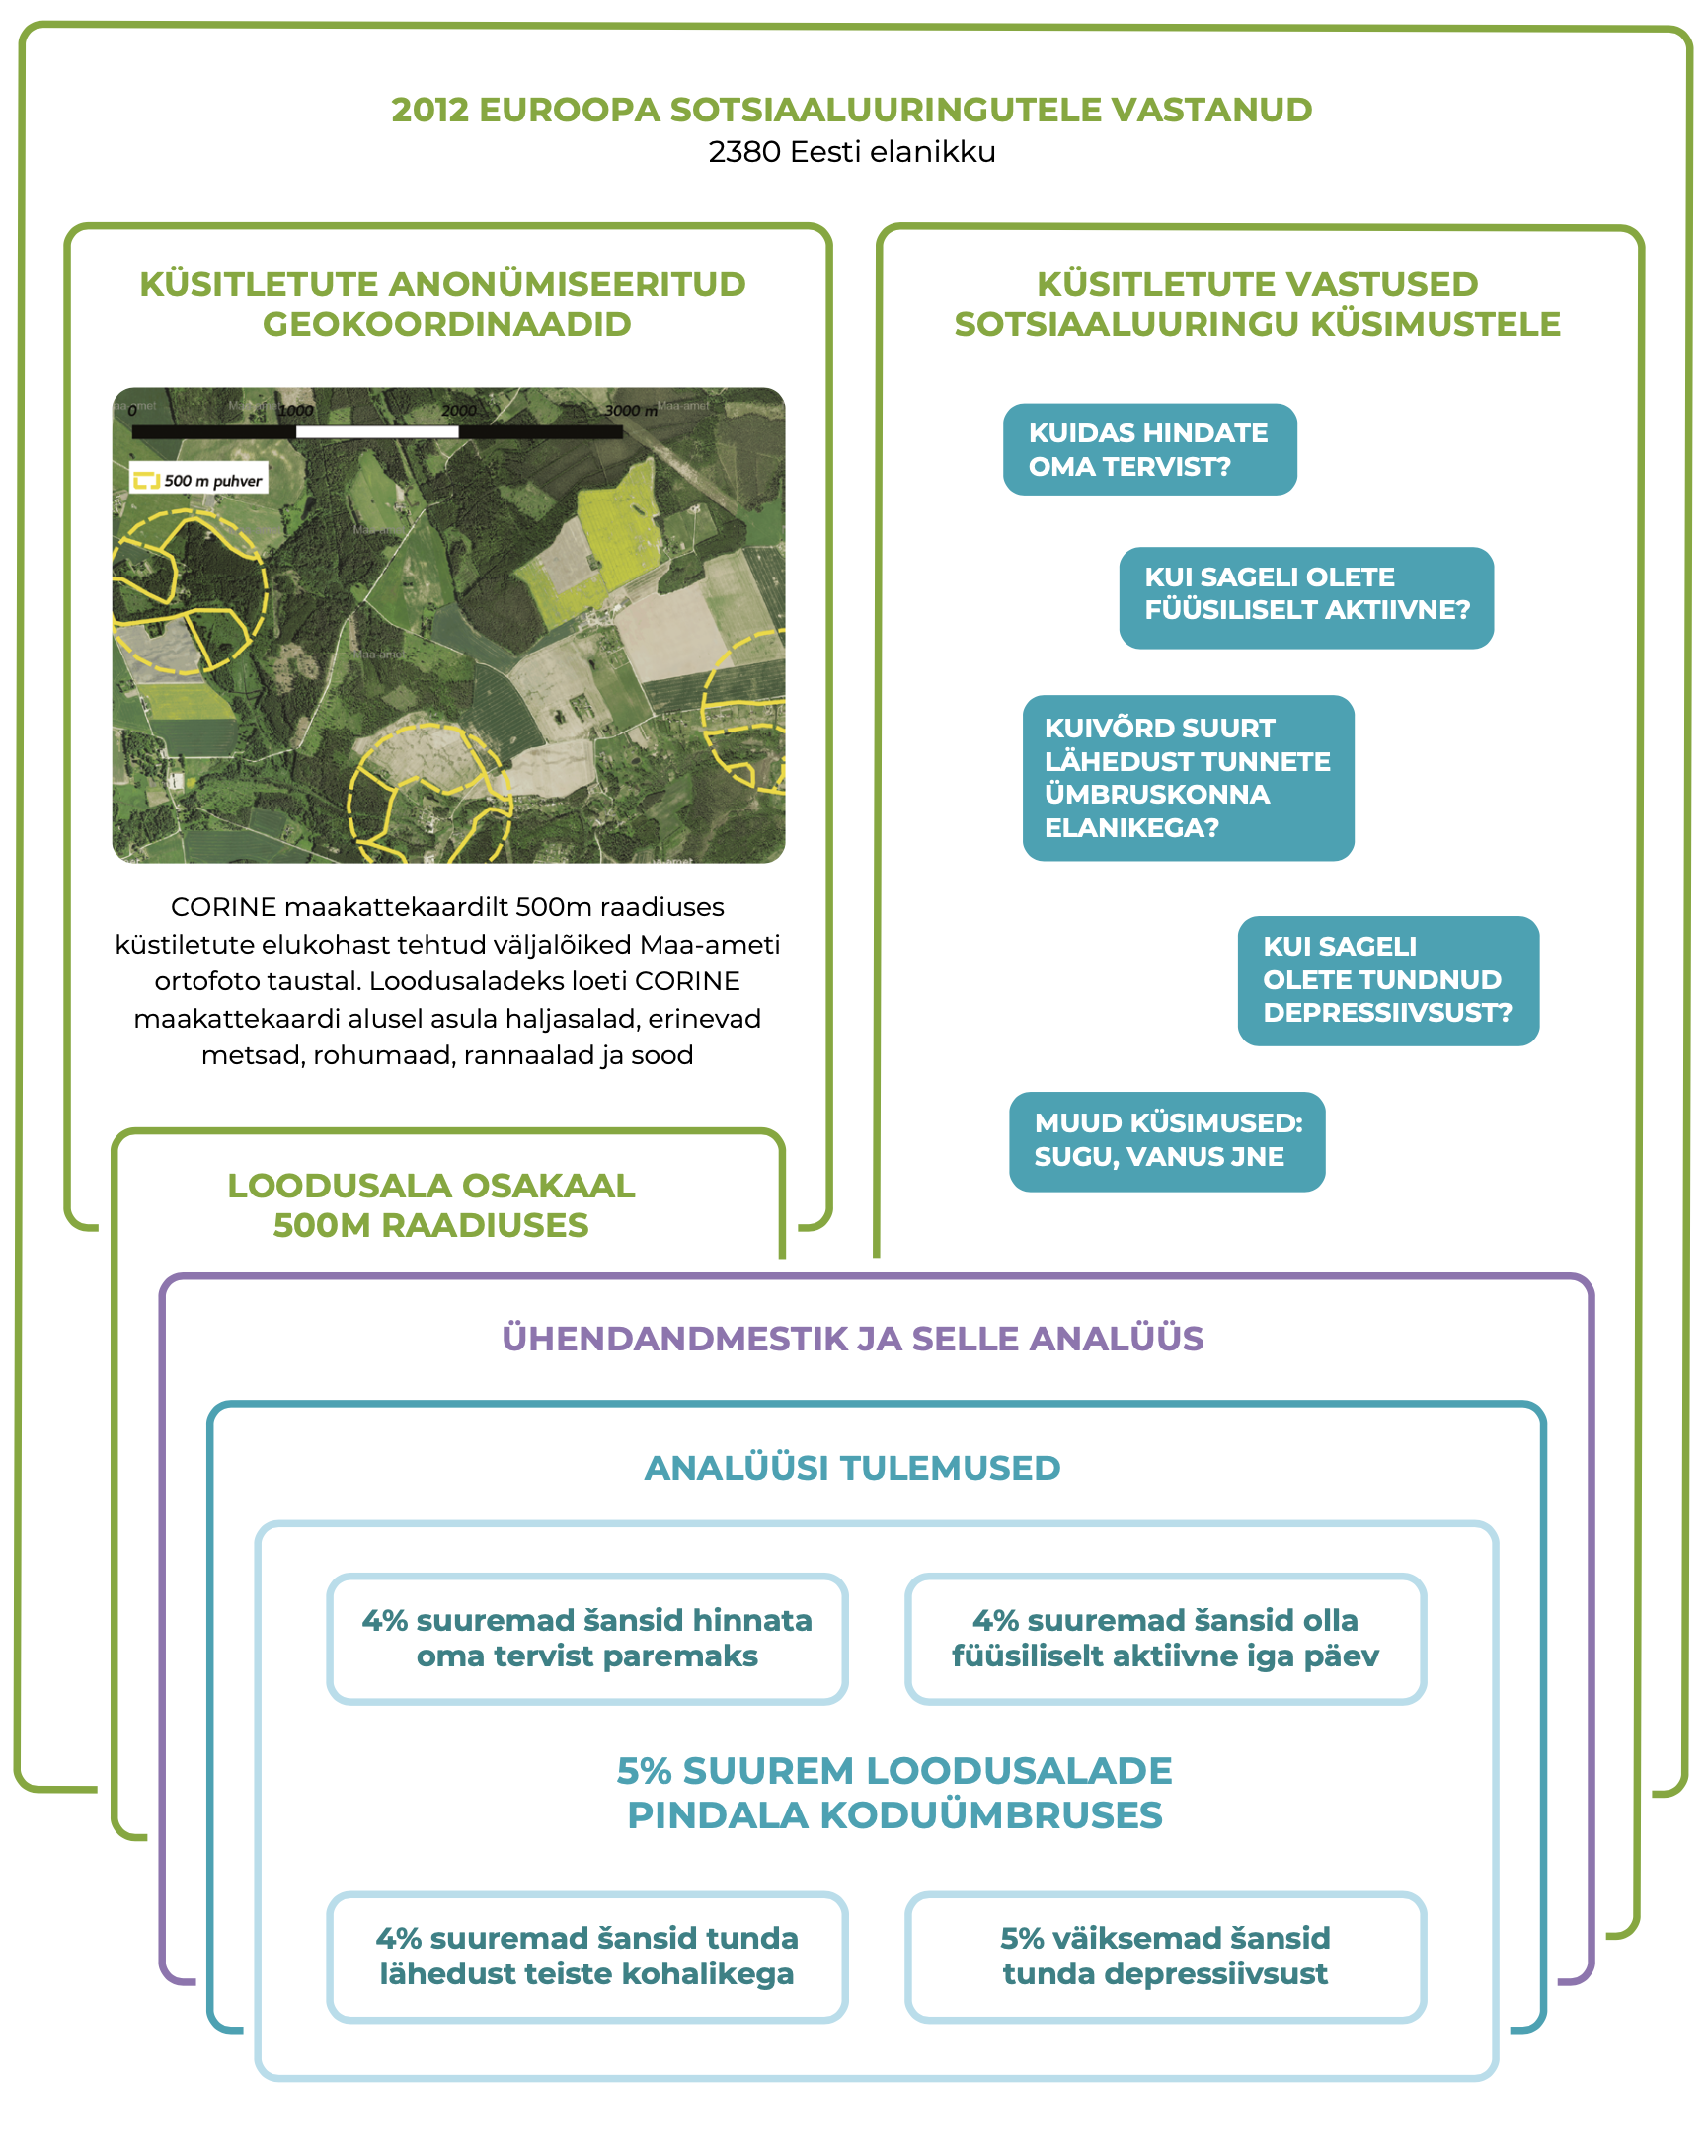 2012 EUROOPA SOTSIAALUURINGUTELE VASTANUD
2380 Eesti elanikku
KÜSITLETUTE ANONÜMISEERITUD
GEOKOORDINAADID
0 1000 2000 3000 m
Maa-amet
500 m puhver
CORINE maakattekaardilt 500m raadiuses
küstiletute elukohast tehtud väljalõiked Maa-ameti
ortofoto taustal. Loodusaladeks loeti CORINE
maakattekaardi alusel asula haljasalad, erinevad
metsad, rohumaad, rannaalad ja sood
LOODUSALA OSAKAAL
500M RAADIUSES
KÜSITLETUTE VASTUSED
SOTSIAALUURINGU KÜSIMUSTELE
KUIDAS HINDATE
OMA TERVIST?
KUI SAGELI OLETE
FÜÜSILISELT AKTIIVNE?
KUIVÕRD SUURT
LÄHEDUST TUNNETE
ÜMBRUSKONNA
ELANIKEGA?
KUI SAGELI
OLETE TUNDNUD
DEPRESSIIVSUST?
MUUD KÜSIMUSED:
SUGU, VANUS JNE
ÜHENDANDMESTIK JA SELLE ANALÜÜS
ANALÜÜSI TULEMUSED
4% suuremad šansid hinnata
oma tervist paremaks
4% suuremad šansid olla
füüsiliselt aktiivne iga päev
5% SUUREM LOODUSALADE
PINDALA KODUÜMBRUSES
4% suuremad šansid tunda
lähedust teiste kohalikega
5% väiksemad šansid
tunda depressiivsust